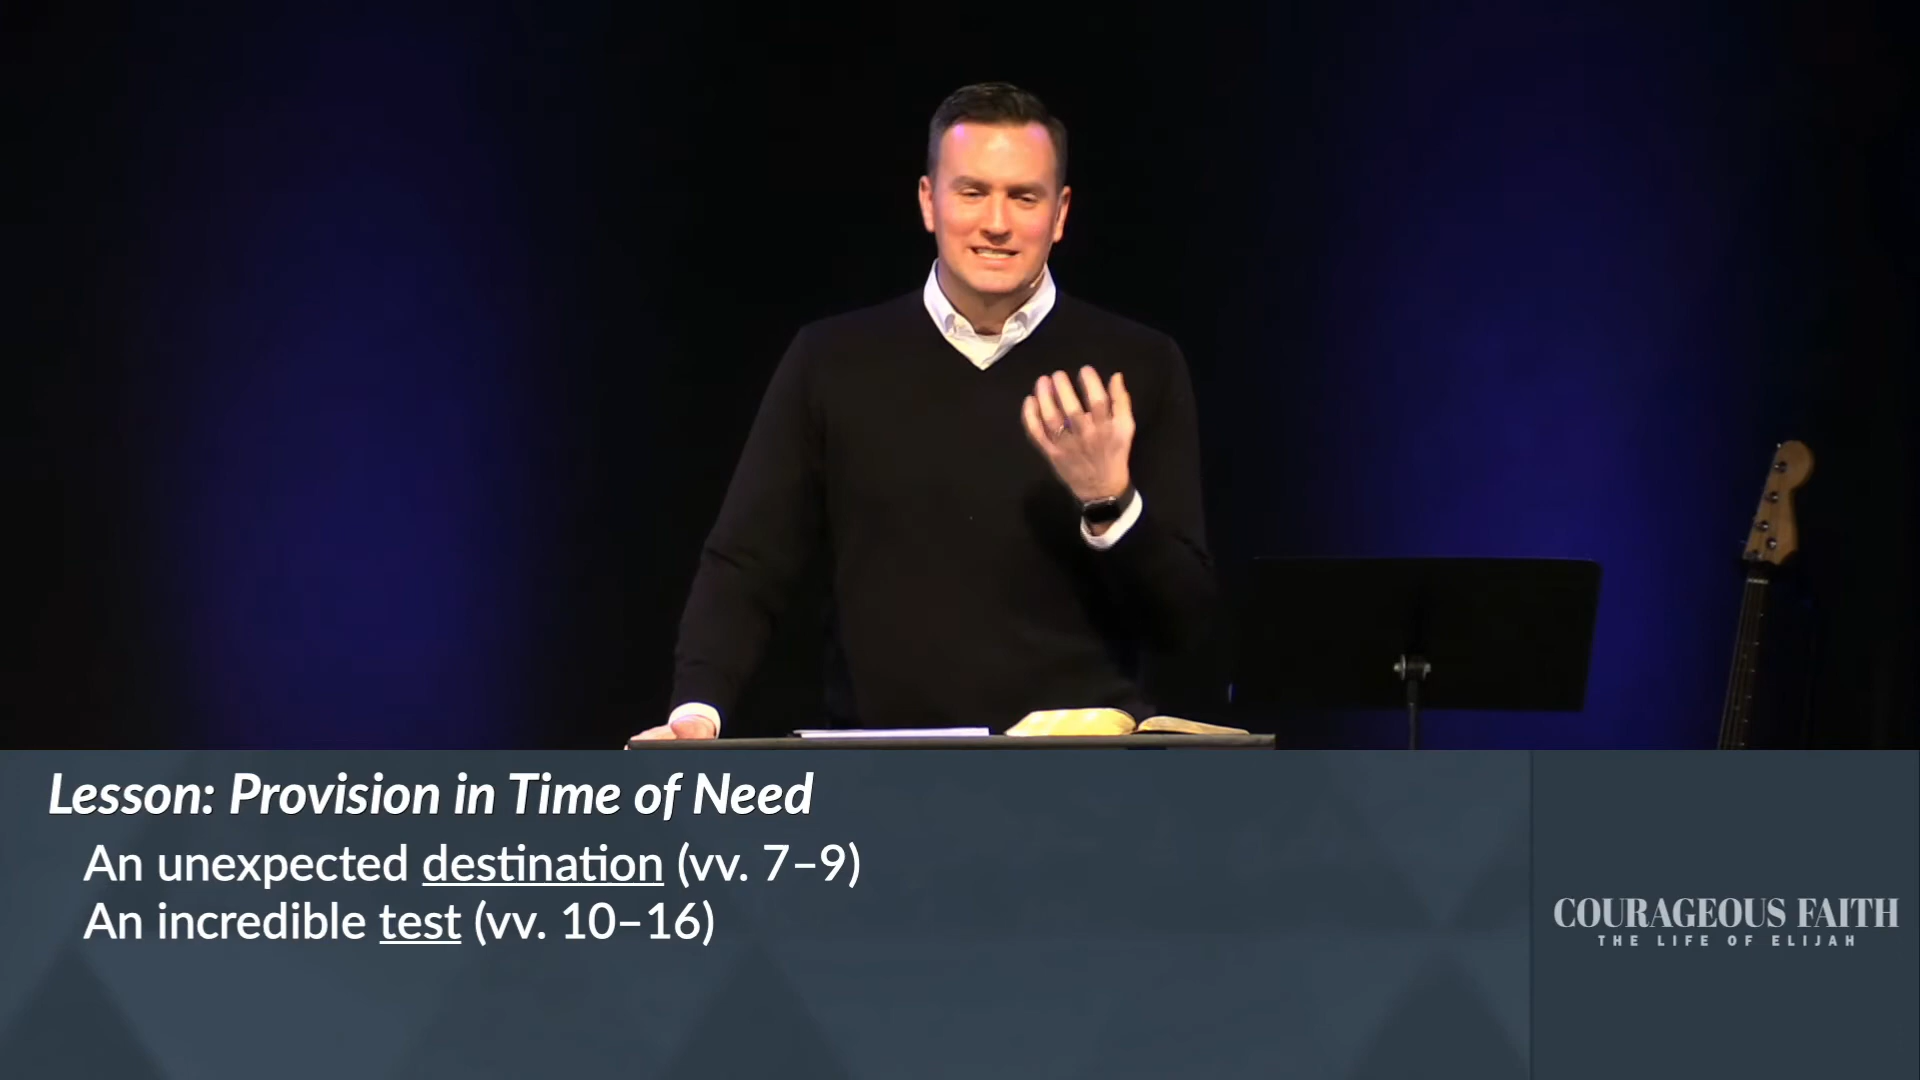 Lesson: Provision in Time of Need
An unexpected destination (vv. 7–9)
An incredible test (vv. 10–16)
COURAGEOUS FAITH
THE LIFE OF ELIJAH